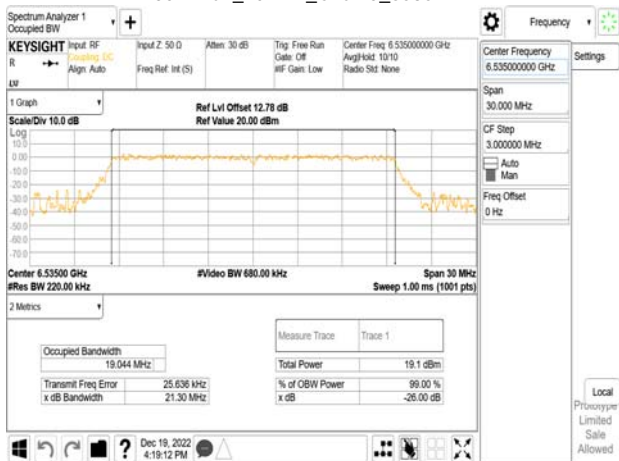 Spectrum Analyzer 1
Occupied BW
KEYSIGHT
R
LXI
Input: RF
Coupling: DC
Align: Auto
Input Z: 50 Ω
Freq Ref: Int (S)
Atten: 30 dB
Trig: Free Run
Gate: Off
#IF Gain: Low
Center Freq: 6.535000000 GHz
Avg|Hold: 10/10
Radio Std: None
1 Graph
Scale/Div 10.0 dB
Ref Lvl Offset 12.78 dB
Ref Value 20.00 dBm
Log
10.0
0.00
-10.0
-20.0
-30.0
-40.0
-50.0
-60.0
-70.0
Center 6.53500 GHz
#Res BW 220.00 kHz
#Video BW 680.00 kHz
Span 30 MHz
Sweep 1.00 ms (1001 pts)
2 Metrics
Occupied Bandwidth
19.044 MHz
Transmit Freq Error 25.636 kHz
x dB Bandwidth 21.30 MHz
Measure Trace Trace 1
Total Power 19.1 dBm
% of OBW Power 99.00 %
x dB -26.00 dB
Dec 19, 2022
4:19:12 PM
Frequency
Center Frequency
6.535000000 GHz
Span
30.000 MHz
CF Step
3.000000 MHz
Auto
Man
Freq Offset
0 Hz
Settings
Local
Prototype
Limited
Sale
Allowed